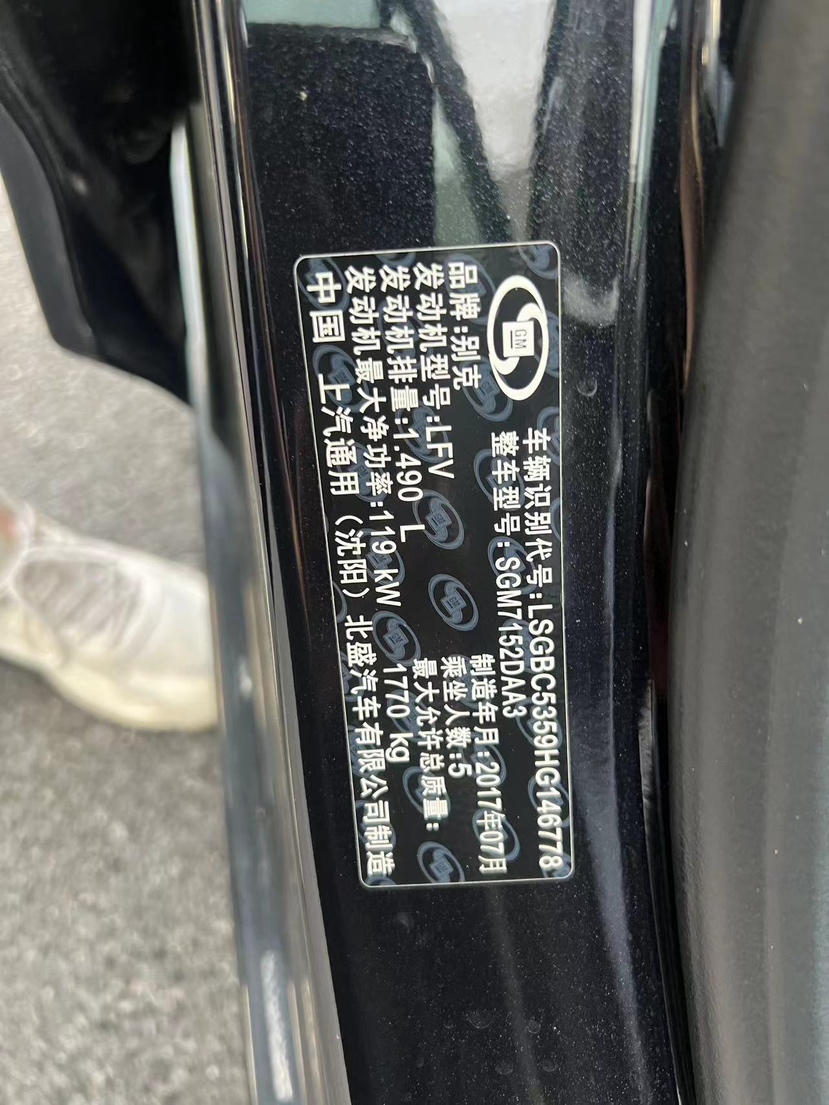 GM
车辆识别代号:LSGBC5359HG146778
整车型号:SGM7152DAA3
品牌:别克
制造年月:2017年07月
发动机型号:LFV
乘坐人数:5
发动机排量:1.490 L
最大允许总质量:
发动机最大净功率:119 kW
1770 kg
中国 上汽通用(沈阳)北盛汽车有限公司制造